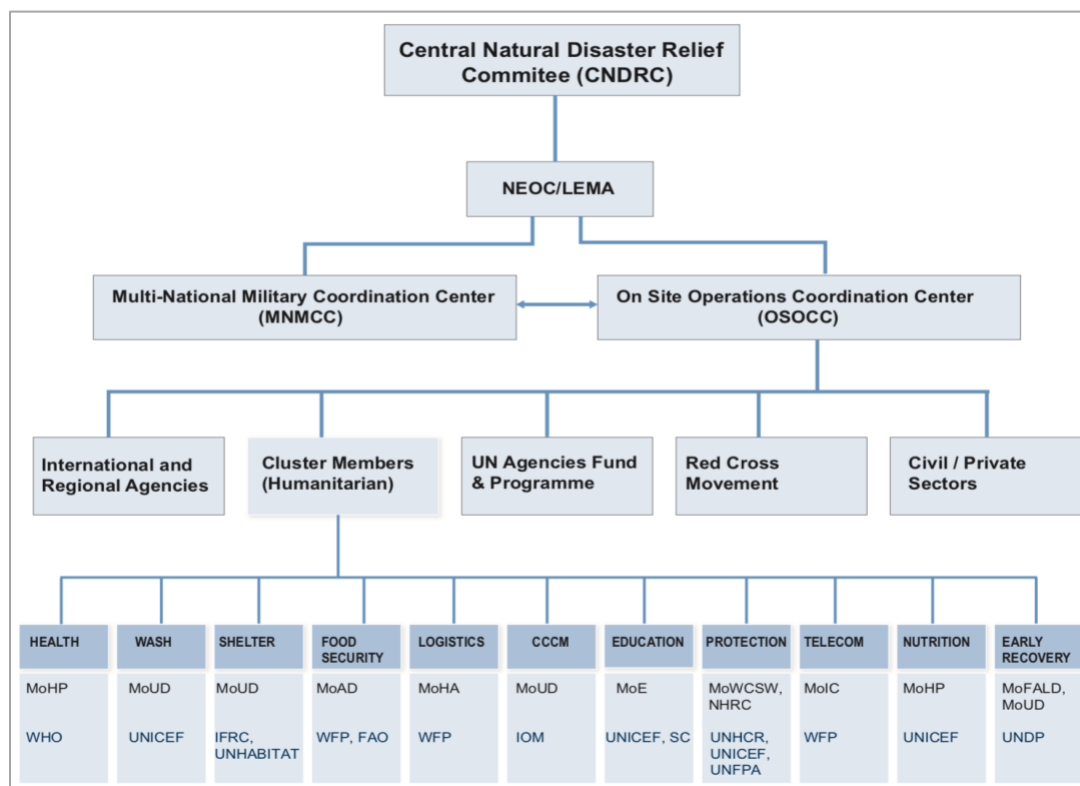 Central Natural Disaster Relief
Commitee (CNDRC)
NEOC/LEMA
Multi-National Military Coordination Center
(MNMCC)
On Site Operations Coordination Center
(OSOCC)
International and
Regional Agencies
Cluster Members
(Humanitarian)
UN Agencies Fund
& Programme
Red Cross
Movement
Civil / Private
Sectors
HEALTH
MoHP
WHO
WASH
MoUD
UNICEF
SHELTER
MoUD
IFRC,
UNHABITAT
FOOD
SECURITY
MoAD
WFP, FAO
LOGISTICS
MoHA
WFP
CCCM
MoUD
IOM
EDUCATION
MoE
UNICEF, SC
PROTECTION
MoWCSW,
NHRC
UNHCR,
UNICEF,
UNFPA
TELECOM
MoIC
WFP
NUTRITION
MoHP
UNICEF
EARLY
RECOVERY
MoFALD,
MoUD
UNDP